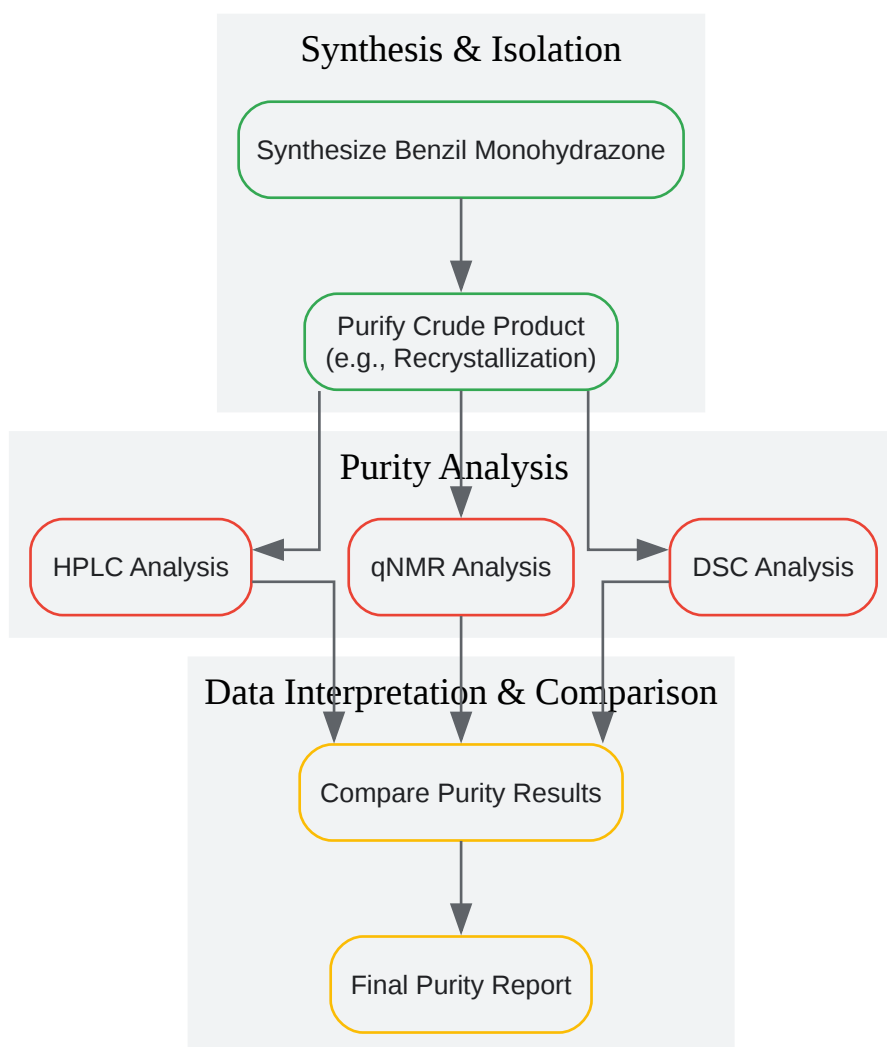 Synthesis & Isolation
Synthesize Benzil Monohydrazone
Purify Crude Product
(e.g., Recrystallization)
Purity Analysis
HPLC Analysis
qNMR Analysis
DSC Analysis
Data Interpretation & Comparison
Compare Purity Results
Final Purity Report